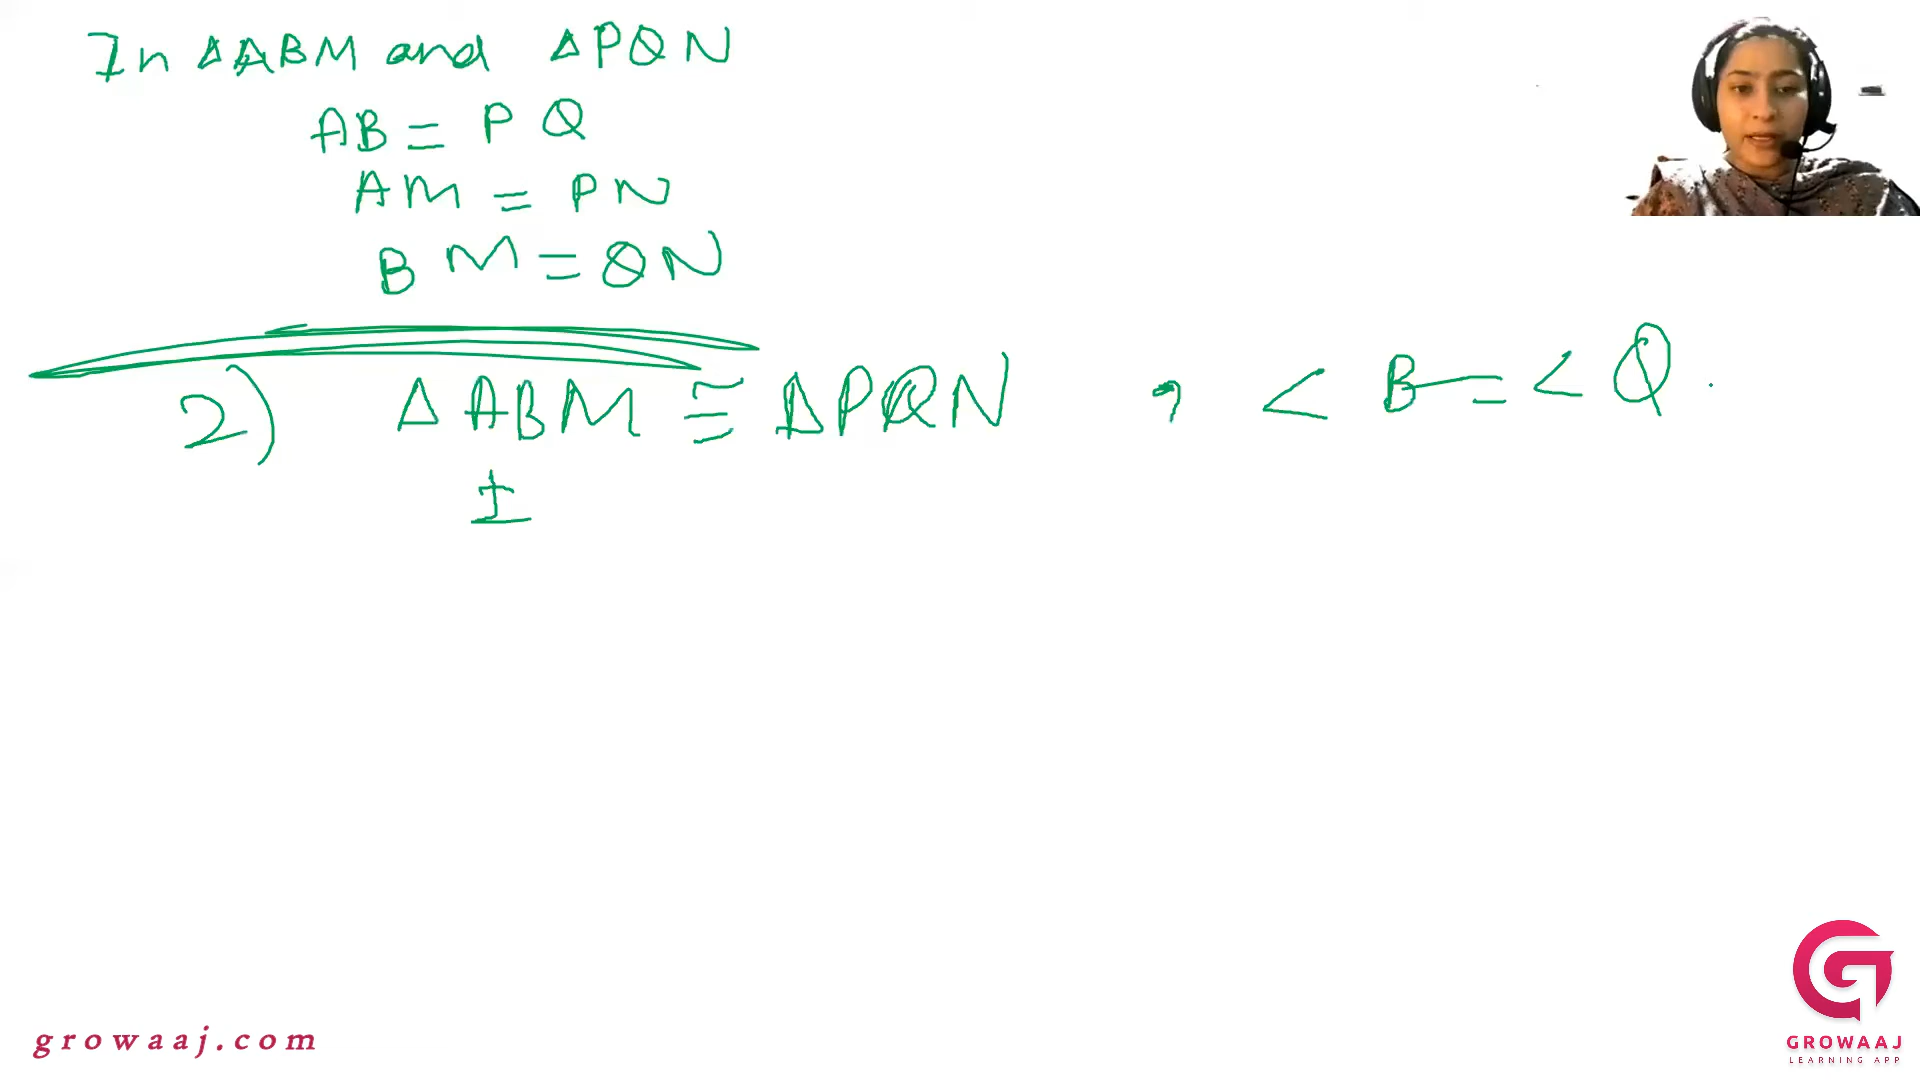 In ΔABM and ΔPQN
AB = PQ
AM = PN
BM = QN
2) ΔABM ≅ ΔPQN , < B = < Q .
I
growaaj.com
GROWAAJ
LEARNING APP